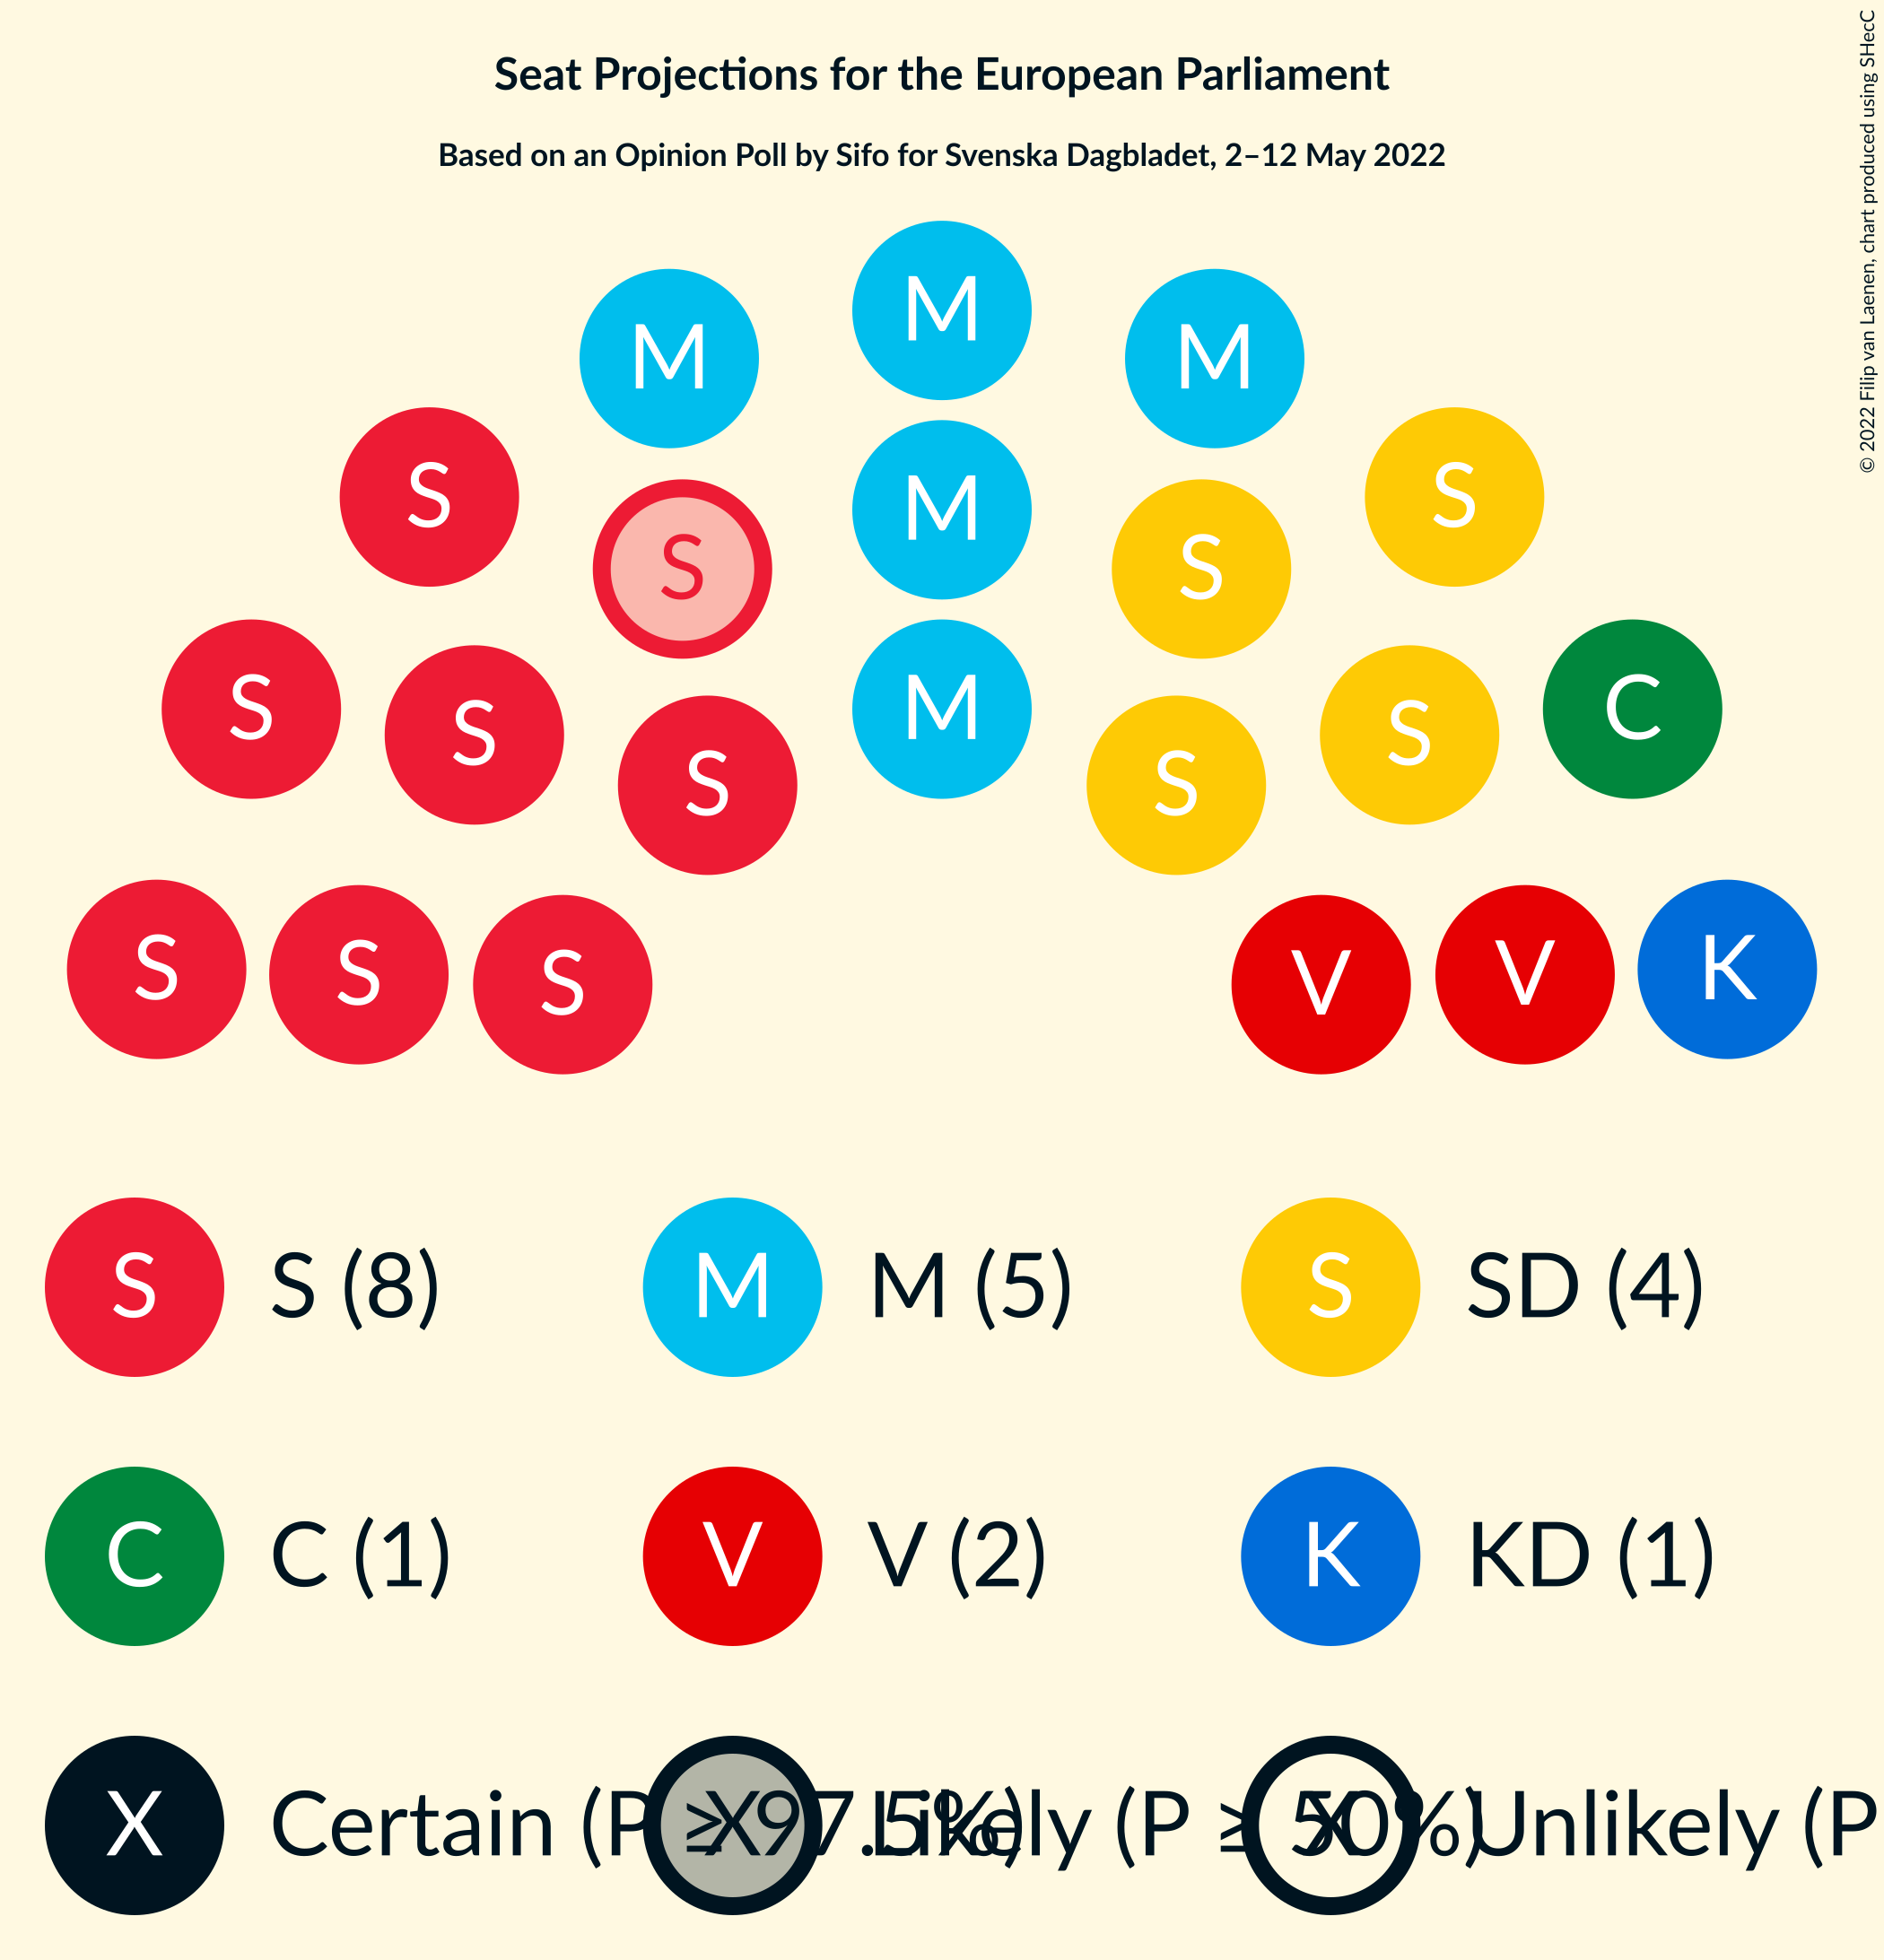 Seat Projections for the European Parliament
Based on an Opinion Poll by Sifo for Svenska Dagbladet, 2–12 May 2022
© 2022 Filip van Laenen, chart produced using SHecC
M
M M
S S
M
S S
S C
S S
M
S S
S K
S V
S V
S S (8) M M (5) S SD (4)
C C (1) V V (2) K KD (1)
X Certain (P ≥ 97.5%) X Likely (P ≥ 50%) X Unlikely (P